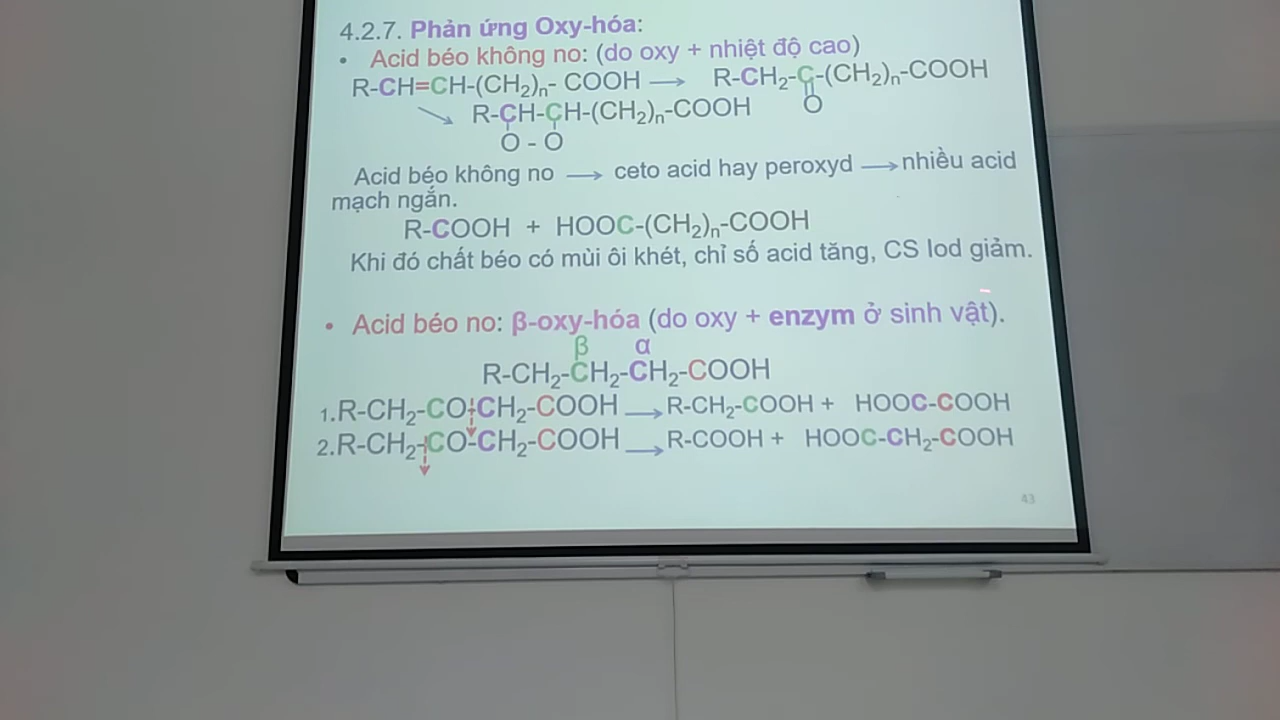 4.2.7. Phản ứng Oxy-hóa:
• Acid béo không no: (do oxy + nhiệt độ cao)
R-CH=CH-(CH₂)ₙ- COOH → R-CH₂-C-(CH₂)ₙ-COOH
O
↘ R-CH-CH-(CH₂)ₙ-COOH
O - O
Acid béo không no → ceto acid hay peroxyd → nhiều acid
mạch ngắn.
R-COOH + HOOC-(CH₂)ₙ-COOH
Khi đó chất béo có mùi ôi khét, chỉ số acid tăng, CS Iod giảm.
• Acid béo no: β-oxy-hóa (do oxy + enzym ở sinh vật).
β α
R-CH₂-CH₂-CH₂-COOH
1.R-CH₂-CO-CH₂-COOH → R-CH₂-COOH + HOOC-COOH
2.R-CH₂-CO-CH₂-COOH → R-COOH + HOOC-CH₂-COOH
43